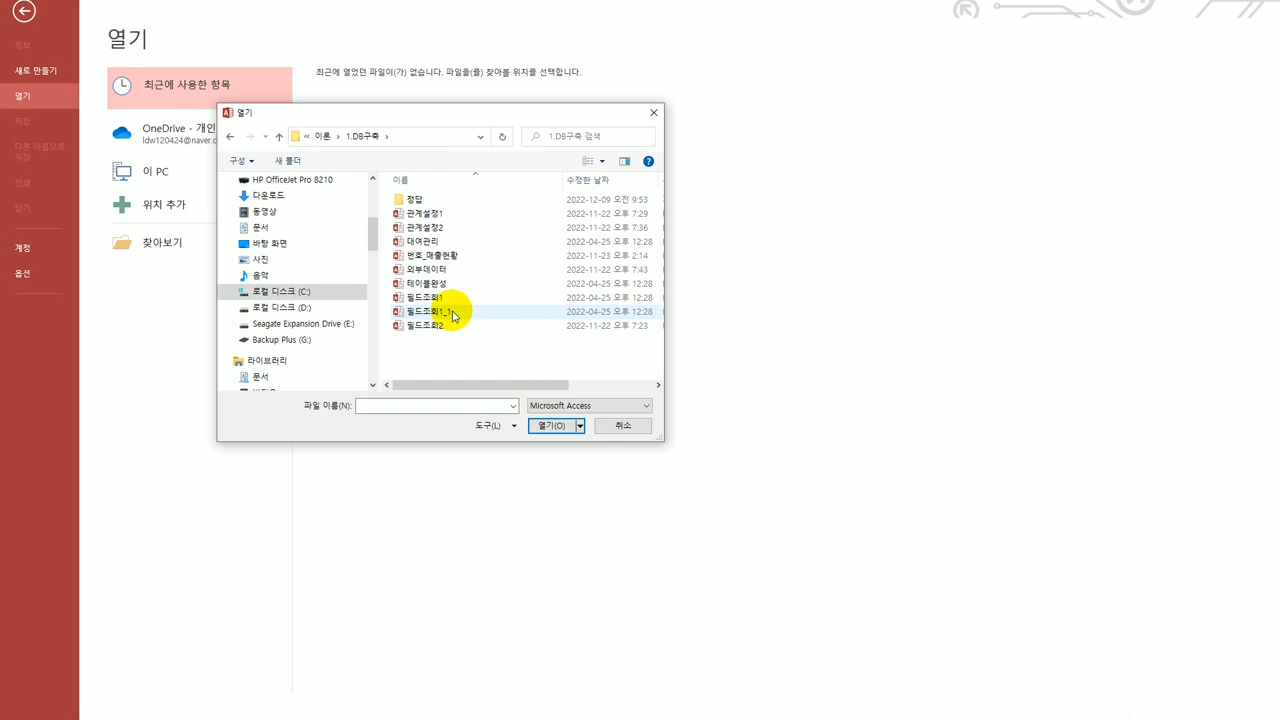 정보
새로 만들기
열기
저장
다른 이름으로
저장
인쇄
닫기
계정
옵션
열기
최근에 사용한 항목
OneDrive - 개인
ldw120424@naver.c
이 PC
위치 추가
찾아보기
최근에 열었던 파일이(가) 없습니다. 파일을(를) 찾아볼 위치를 선택합니다.
열기
« 이론 › 1.DB구축 ›
1.DB구축 검색
구성
새 폴더
HP OfficeJet Pro 8210
다운로드
동영상
문서
바탕 화면
사진
음악
로컬 디스크 (C:)
로컬 디스크 (D:)
Seagate Expansion Drive (E:)
Backup Plus (G:)
라이브러리
문서
이름 수정한 날짜
정답 2022-12-09 오전 9:53
관계설정1 2022-11-22 오후 7:29
관계설정2 2022-11-22 오후 7:36
대여관리 2022-04-25 오후 12:28
번호_매출현황 2022-11-23 오후 2:14
외부데이터 2022-11-22 오후 7:43
테이블완성 2022-04-25 오후 12:28
필드조회1 2022-04-25 오후 12:28
필드조회1_1 2022-04-25 오후 12:28
필드조회2 2022-11-22 오후 7:23
파일 이름(N):
Microsoft Access
도구(L)
열기(O)
취소